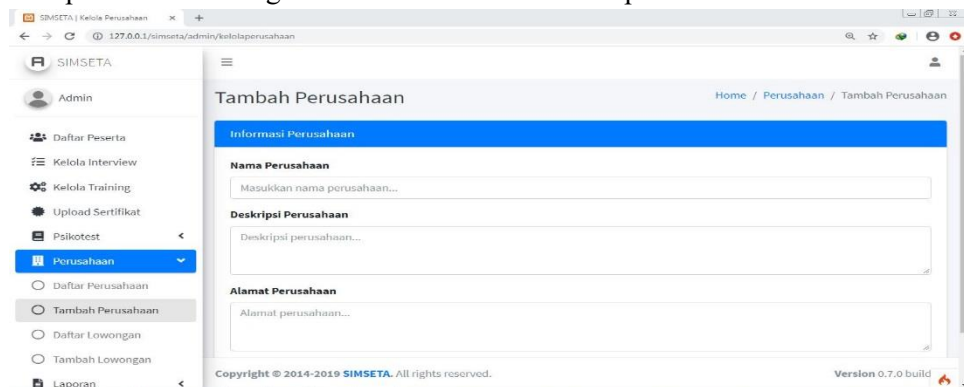 SIMSETA | Kelola Perusahaan
127.0.0.1/simseta/admin/kelolaperusahaan
SIMSETA
Admin
Daftar Peserta
Kelola Interview
Kelola Training
Upload Sertifikat
Psikotest
Perusahaan
Daftar Perusahaan
Tambah Perusahaan
Daftar Lowongan
Tambah Lowongan
Laporan
Tambah Perusahaan
Home / Perusahaan / Tambah Perusahaan
Informasi Perusahaan
Nama Perusahaan
Masukkan nama perusahaan...
Deskripsi Perusahaan
Deskripsi perusahaan...
Alamat Perusahaan
Alamat perusahaan...
Copyright © 2014-2019 SIMSETA. All rights reserved.
Version 0.7.0 build